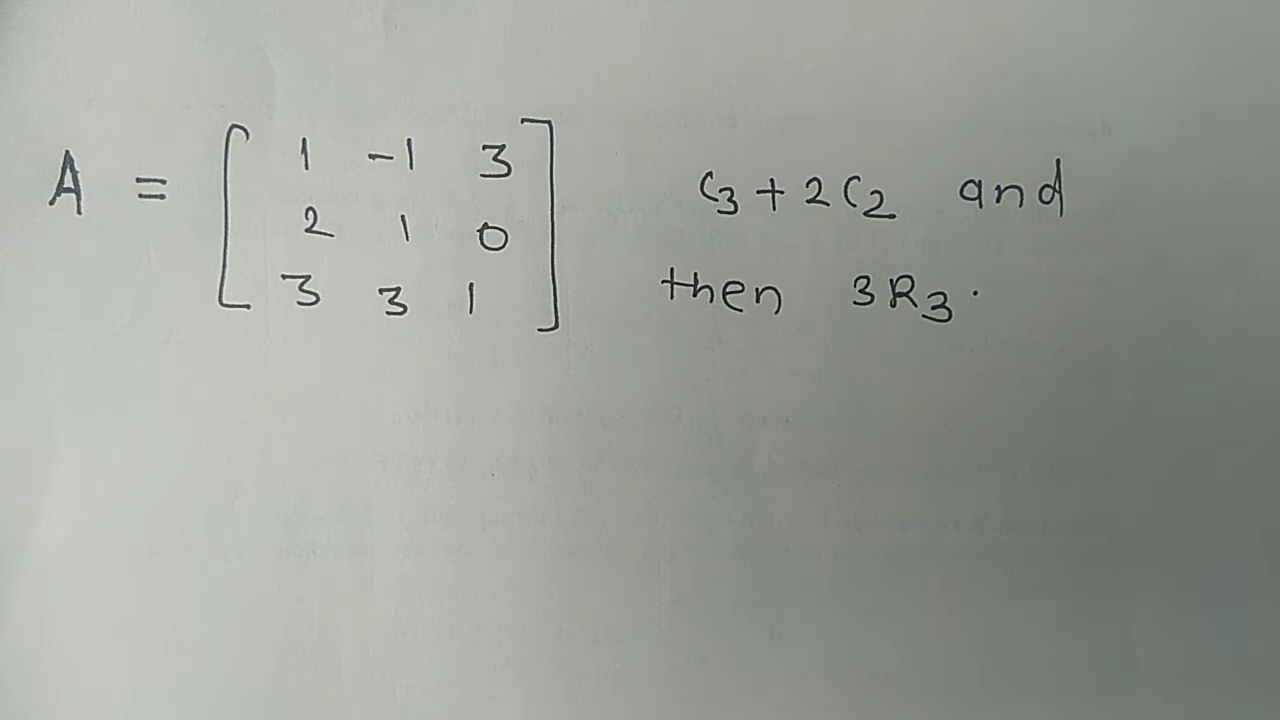 A = [ 1 -1 3 C₃ + 2C₂ and
2 1 0
3 3 1 ] then 3R₃.